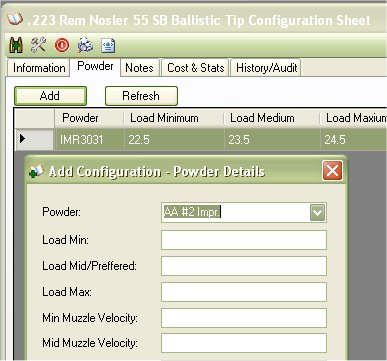 .223 Rem Nosler 55 SB Ballistic Tip Configuration Sheet
Information Powder Notes Cost & Stats History/Audit
Add Refresh
Powder Load Minimum Load Medium Load Maxium
IMR3031 22.5 23.5 24.5
Add Configuration - Powder Details
Powder: AA #2 Impr.
Load Min:
Load Mid/Preffered:
Load Max:
Min Muzzle Velocity:
Mid Muzzle Velocity: